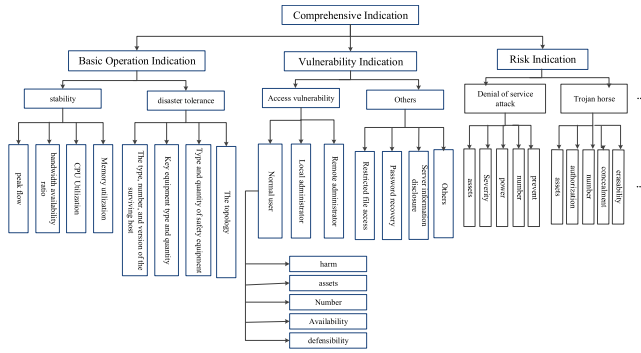 Comprehensive Indication
Basic Operation Indication
Vulnerability Indication
Risk Indication
stability
disaster tolerance
Access vulnerability
Others
Denial of service
attack
Trojan horse
...
peak flow
bandwidth availability
ratio
CPU Utilization
Memory utilization
The type, number, and version of the
surviving host
Key equipment type and quantity
Type and quantity of safety equipment
The topology
Normal user
Local administrator
Remote administrator
Restricted file access
Password recovery
Server information
disclosure
Others
assets
Severity
power
number
prevent
assets
authorization
number
concealment
erasability
...
harm
assets
Number
Availability
defensibility